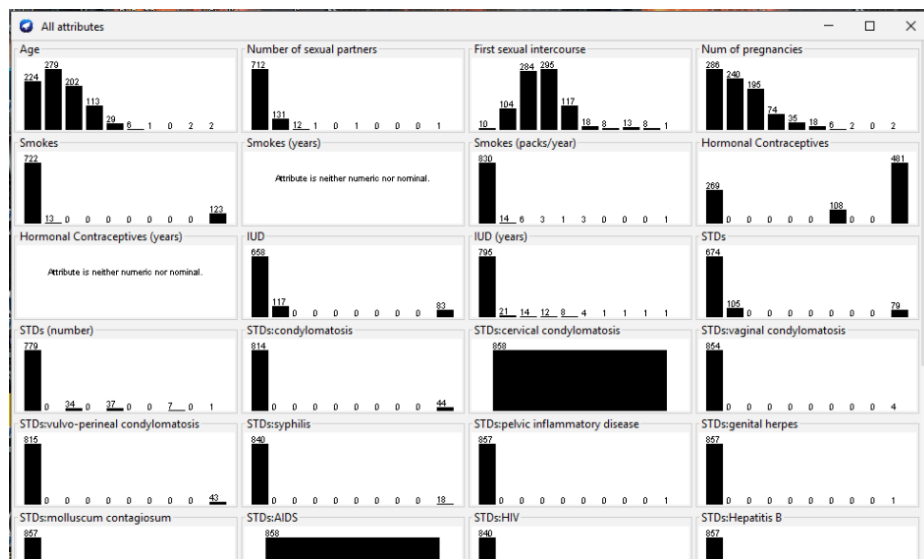 All attributes
Age
224 279 202 113 29 6 1 0 2 2
Number of sexual partners
712 131 12 1 0 1 0 0 0 1
First sexual intercourse
10 104 284 295 117 18 8 13 8 1
Num of pregnancies
286 240 195 74 35 18 6 2 0 2
Smokes
722 13 0 0 0 0 0 0 0 123
Smokes (years)
Attribute is neither numeric nor nominal.
Smokes (packs/year)
830 14 6 3 1 3 0 0 0 1
Hormonal Contraceptives
269 0 0 0 0 0 108 0 0 481
Hormonal Contraceptives (years)
Attribute is neither numeric nor nominal.
IUD
658 117 0 0 0 0 0 0 0 83
IUD (years)
795 21 14 12 8 4 1 1 1 1
STDs
674 105 0 0 0 0 0 0 0 79
STDs (number)
779 0 34 0 37 0 0 7 0 1
STDs:condylomatosis
814 0 0 0 0 0 0 0 0 44
STDs:cervical condylomatosis
858
STDs:vaginal condylomatosis
854 0 0 0 0 0 0 0 0 4
STDs:vulvo-perineal condylomatosis
815 0 0 0 0 0 0 0 0 43
STDs:syphilis
840 0 0 0 0 0 0 0 0 18
STDs:pelvic inflammatory disease
857 0 0 0 0 0 0 0 0 1
STDs:genital herpes
857 0 0 0 0 0 0 0 0 1
STDs:molluscum contagiosum
857
STDs:AIDS
858
STDs:HIV
840
STDs:Hepatitis B
857